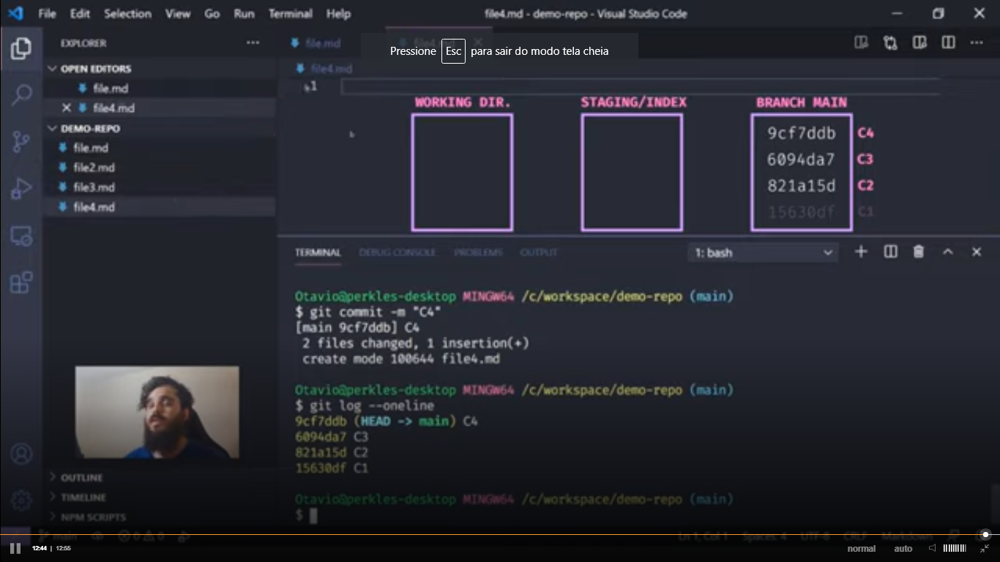 File Edit Selection View Go Run Terminal Help file4.md - demo-repo - Visual Studio Code
EXPLORER
file.md
Pressione Esc para sair do modo tela cheia
OPEN EDITORS
file4.md
1
file.md
file4.md
DEMO-REPO
file.md
file2.md
file3.md
file4.md
WORKING DIR. STAGING/INDEX BRANCH MAIN
9cf7ddb C4
6094da7 C3
821a15d C2
15630df C1
TERMINAL DEBUG CONSOLE PROBLEMS OUTPUT 1: bash
Otavio@perkles-desktop MINGW64 /c/workspace/demo-repo (main)
$ git commit -m "C4"
[main 9cf7ddb] C4
2 files changed, 1 insertion(+)
create mode 100644 file4.md
Otavio@perkles-desktop MINGW64 /c/workspace/demo-repo (main)
$ git log --oneline
9cf7ddb (HEAD -> main) C4
6094da7 C3
821a15d C2
15630df C1
Otavio@perkles-desktop MINGW64 /c/workspace/demo-repo (main)
$
OUTLINE
TIMELINE
NPM SCRIPTS
main 0 0 Ln 1, Col 1 Spaces: 4 UTF-8 CRLF Markdown
12:44 | 12:55 normal auto